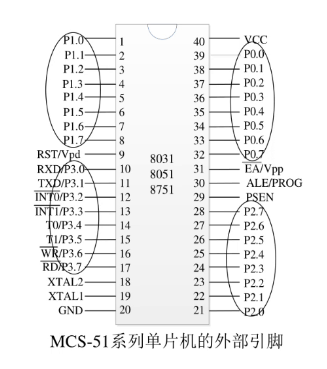 P1.0 1 40 VCC
P1.1 2 39 P0.0
P1.2 3 38 P0.1
P1.3 4 37 P0.2
P1.4 5 36 P0.3
P1.5 6 35 P0.4
P1.6 7 34 P0.5
P1.7 8 33 P0.6
RST/Vpd 9 32 P0.7
RXD/P3.0 10 8031 31 EA/Vpp
TXD/P3.1 11 8051 30 ALE/PROG
INT0/P3.2 12 8751 29 PSEN
INT1/P3.3 13 28 P2.7
T0/P3.4 14 27 P2.6
T1/P3.5 15 26 P2.5
WR/P3.6 16 25 P2.4
RD/P3.7 17 24 P2.3
XTAL2 18 23 P2.2
XTAL1 19 22 P2.1
GND 20 21 P2.0
MCS-51系列单片机的外部引脚